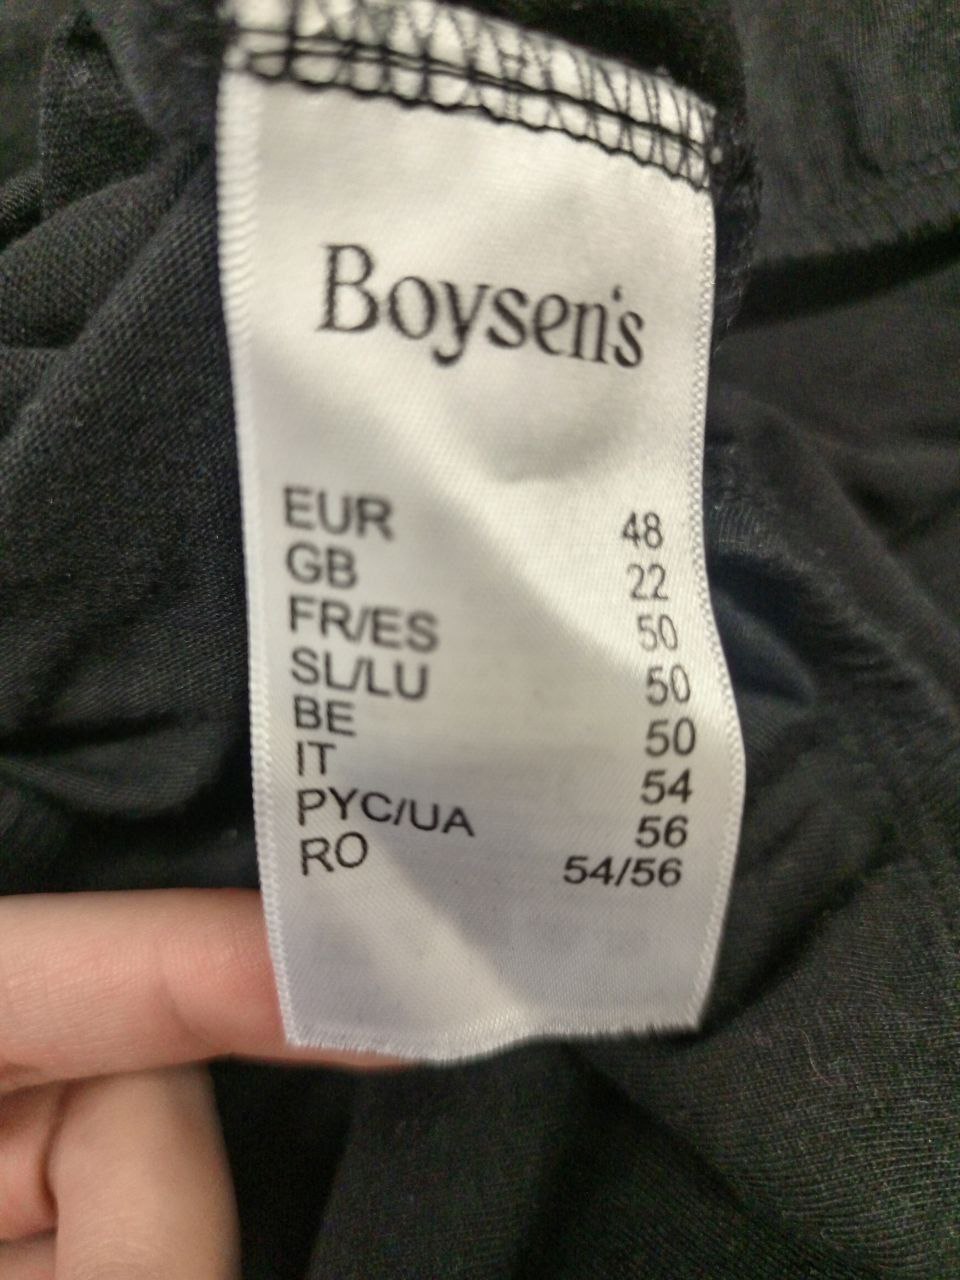 Boysen's
EUR 48
GB 22
FR/ES 50
SL/LU 50
BE 50
IT 54
PYC/UA 56
RO 54/56